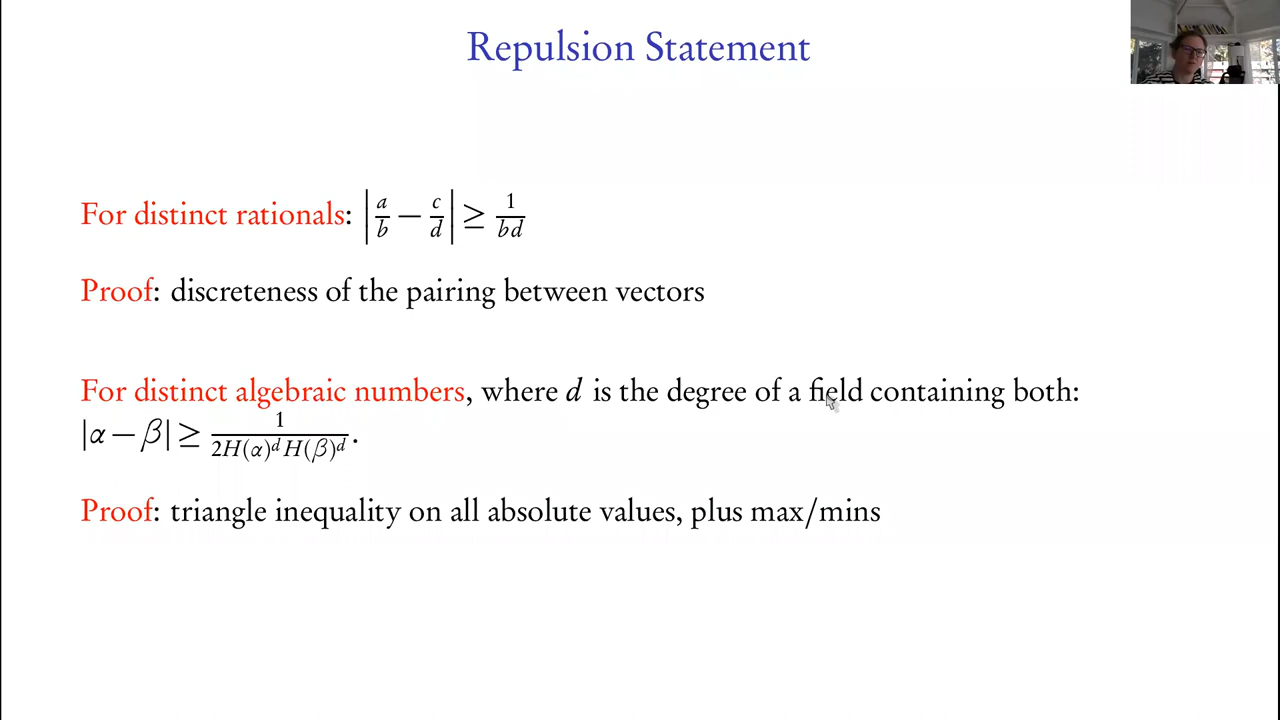 Repulsion Statement
For distinct rationals: |a/b − c/d| ≥ 1/bd
Proof: discreteness of the pairing between vectors
For distinct algebraic numbers, where d is the degree of a field containing both:
|α − β| ≥ 1/2H(α)^d H(β)^d.
Proof: triangle inequality on all absolute values, plus max/mins